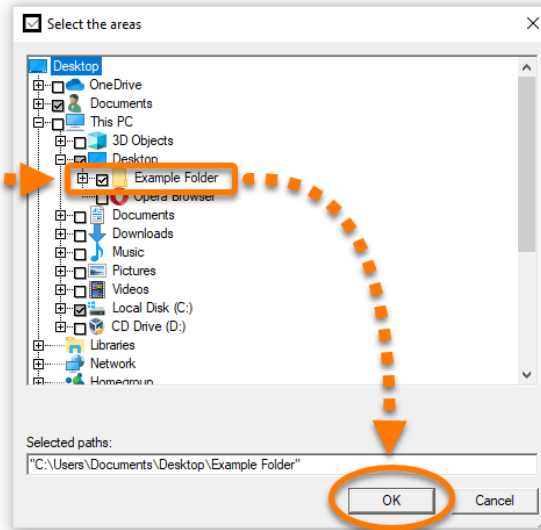 Select the areas
Desktop
OneDrive
Documents
This PC
3D Objects
Desktop
Example Folder
Opera Browser
Documents
Downloads
Music
Pictures
Videos
Local Disk (C:)
CD Drive (D:)
Libraries
Network
Homegroup
Selected paths:
"C:\Users\Documents\Desktop\Example Folder"
OK Cancel